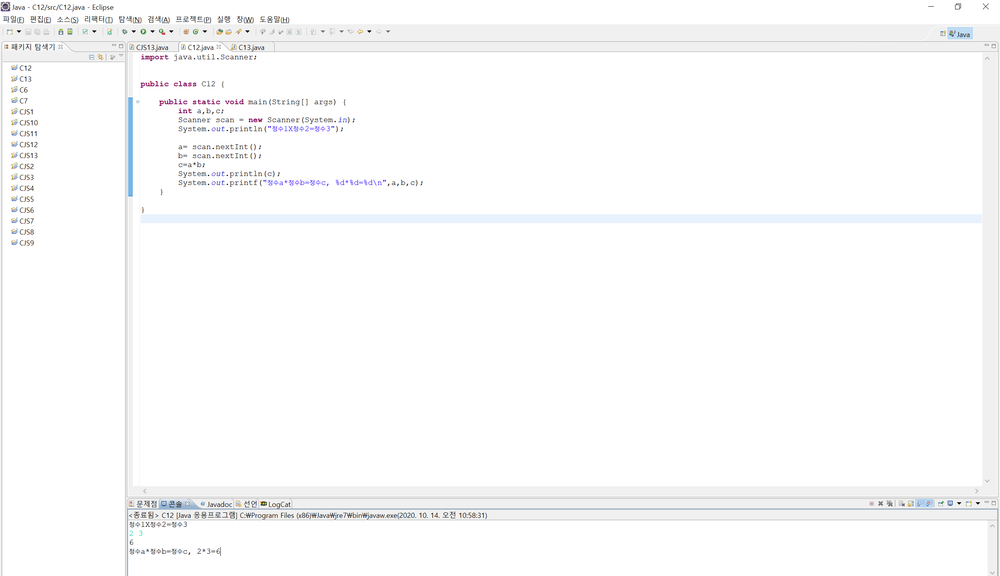 Java - C12/src/C12.java - Eclipse
파일(F) 편집(E) 소스(S) 리팩터(T) 탐색(N) 검색(A) 프로젝트(P) 실행 창(W) 도움말(H)
Java
패키지 탐색기
C12
C13
C6
C7
CJS1
CJS10
CJS11
CJS12
CJS13
CJS2
CJS3
CJS4
CJS5
CJS6
CJS7
CJS8
CJS9
CJS13.java C12.java C13.java
import java.util.Scanner;
public class C12 {
public static void main(String[] args) {
int a,b,c;
Scanner scan = new Scanner(System.in);
System.out.println("정수1X정수2=정수3");
a= scan.nextInt();
b= scan.nextInt();
c=a*b;
System.out.println(c);
System.out.printf("정수a*정수b=정수c, %d*%d=%d\n",a,b,c);
}
}
문제점 콘솔 @ Javadoc 선언 LogCat
<종료됨> C12 [Java 응용프로그램] C:₩Program Files (x86)₩Java₩jre7₩bin₩javaw.exe(2020. 10. 14. 오전 10:58:31)
정수1X정수2=정수3
2 3
6
정수a*정수b=정수c, 2*3=6